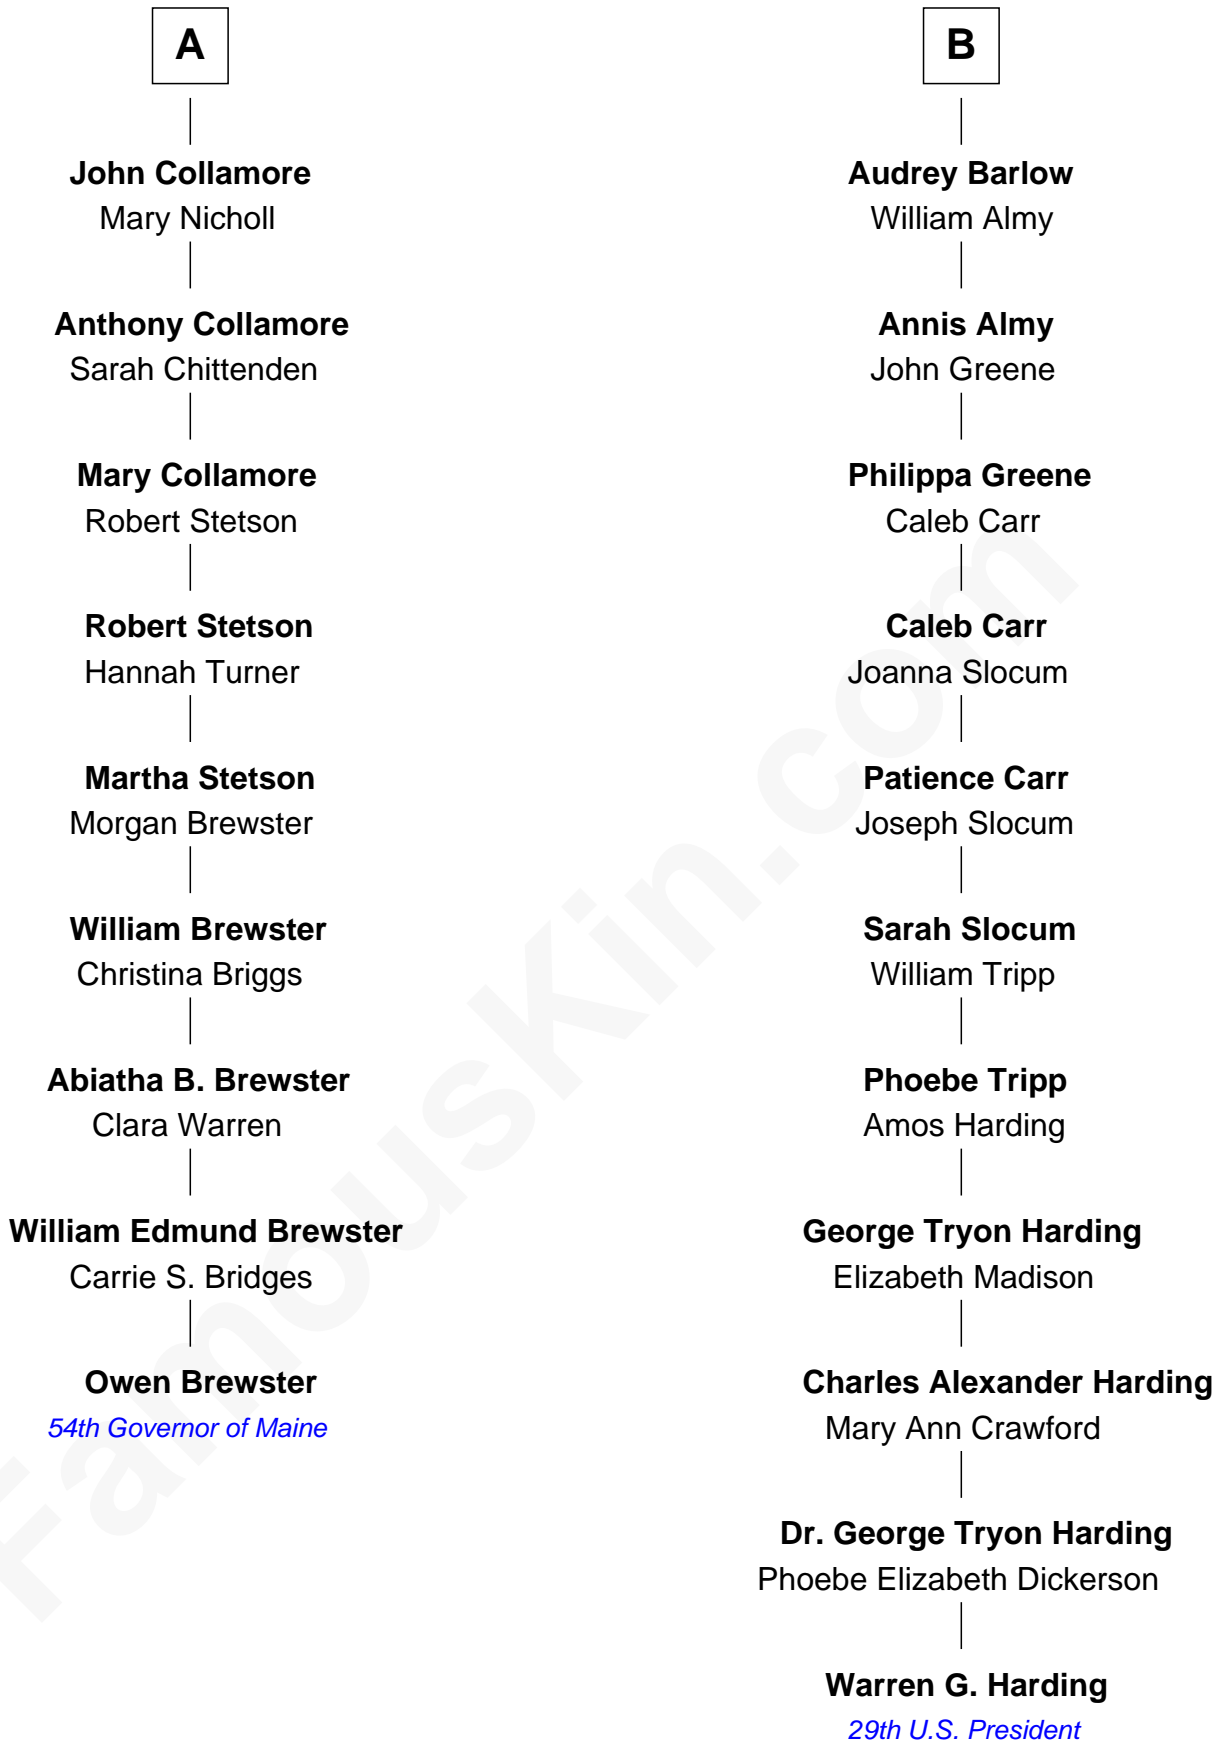 A
John Collamore
Mary Nicholl
Anthony Collamore
Sarah Chittenden
Mary Collamore
Robert Stetson
Robert Stetson
Hannah Turner
Martha Stetson
Morgan Brewster
William Brewster
Christina Briggs
Abiatha B. Brewster
Clara Warren
William Edmund Brewster
Carrie S. Bridges
Owen Brewster
54th Governor of Maine
B
Audrey Barlow
William Almy
Annis Almy
John Greene
Philippa Greene
Caleb Carr
Caleb Carr
Joanna Slocum
Patience Carr
Joseph Slocum
Sarah Slocum
William Tripp
Phoebe Tripp
Amos Harding
George Tryon Harding
Elizabeth Madison
Charles Alexander Harding
Mary Ann Crawford
Dr. George Tryon Harding
Phoebe Elizabeth Dickerson
Warren G. Harding
29th U.S. President
FamousKin.com